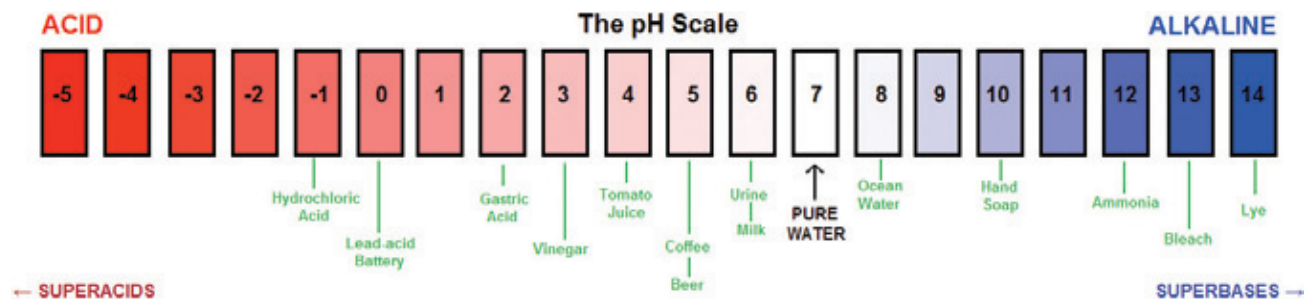 ACID The pH Scale ALKALINE
-5 -4 -3 -2 -1 0 1 2 3 4 5 6 7 8 9 10 11 12 13 14
Hydrochloric
Acid
Lead-acid
Battery
Gastric
Acid
Vinegar
Tomato
Juice
Coffee
Beer
Urine
Milk
PURE
WATER
Ocean
Water
Hand
Soap
Ammonia
Bleach
Lye
← SUPERACIDS
SUPERBASES →